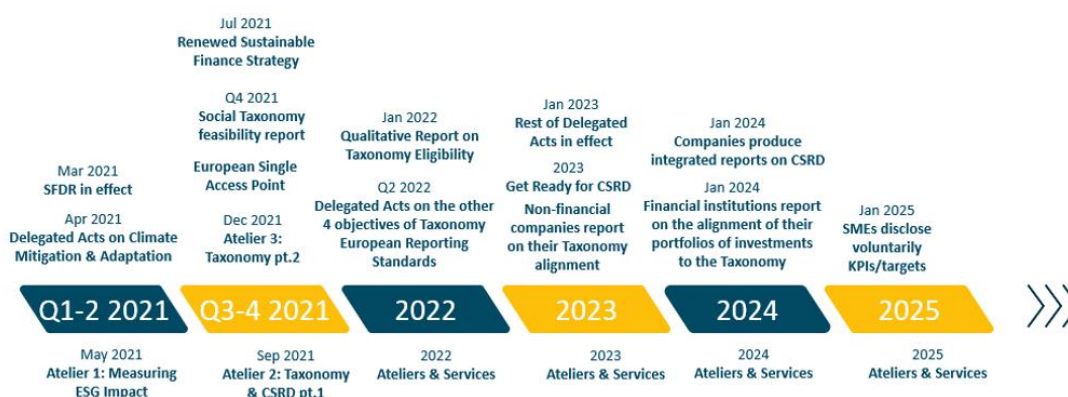 Mar 2021
SFDR in effect
Apr 2021
Delegated Acts on Climate
Mitigation & Adaptation
Jul 2021
Renewed Sustainable
Finance Strategy
Q4 2021
Social Taxonomy
feasibility report
European Single
Access Point
Dec 2021
Atelier 3:
Taxonomy pt.2
Jan 2022
Qualitative Report on
Taxonomy Eligibility
Q2 2022
Delegated Acts on the other
4 objectives of Taxonomy
European Reporting
Standards
Jan 2023
Rest of Delegated
Acts in effect
2023
Get Ready for CSRD
Non-financial
companies report
on their Taxonomy
alignment
Jan 2024
Companies produce
integrated reports on CSRD
Jan 2024
Financial institutions report
on the alignment of their
portfolios of investments
to the Taxonomy
Jan 2025
SMEs disclose
voluntarily
KPIs/targets
Q1-2 2021
Q3-4 2021
2022
2023
2024
2025
May 2021
Atelier 1: Measuring
ESG Impact
Sep 2021
Atelier 2: Taxonomy
& CSRD pt.1
2022
Ateliers & Services
2023
Ateliers & Services
2024
Ateliers & Services
2025
Ateliers & Services